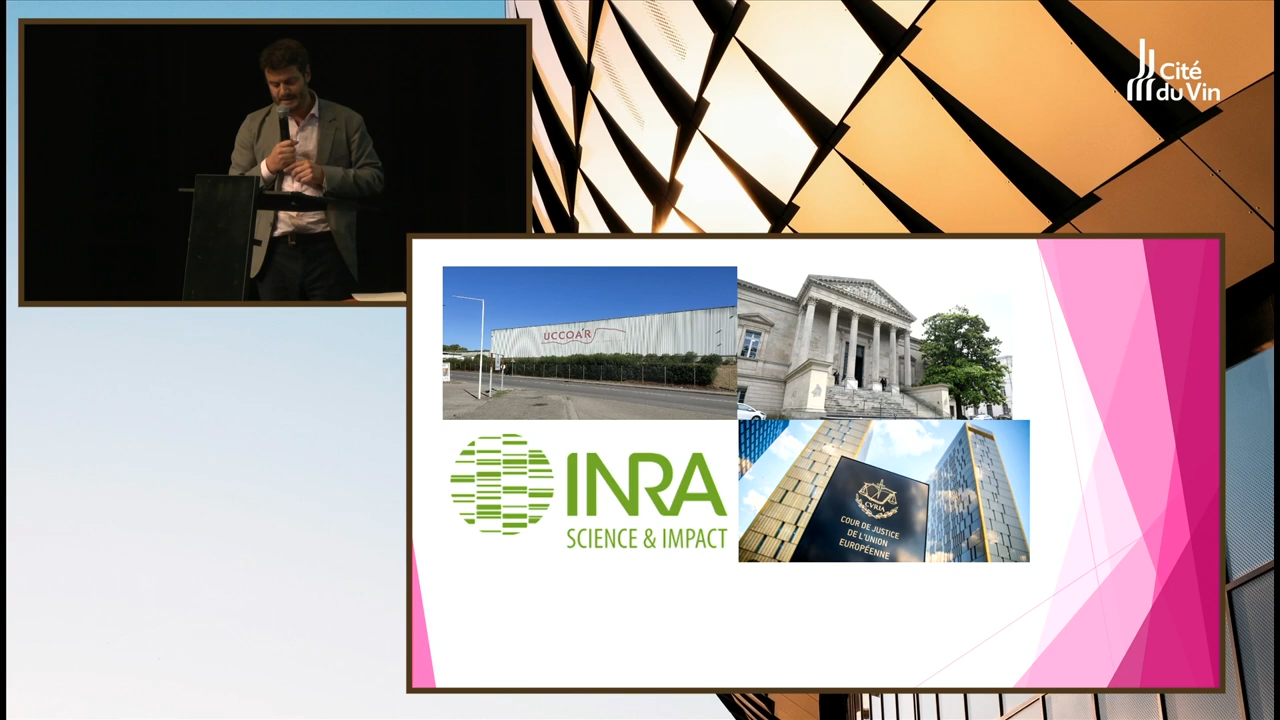 Cité
du Vin
UCCOAR
INRA
SCIENCE & IMPACT
CVRIA
COUR DE JUSTICE
DE L'UNION
EUROPÉENNE